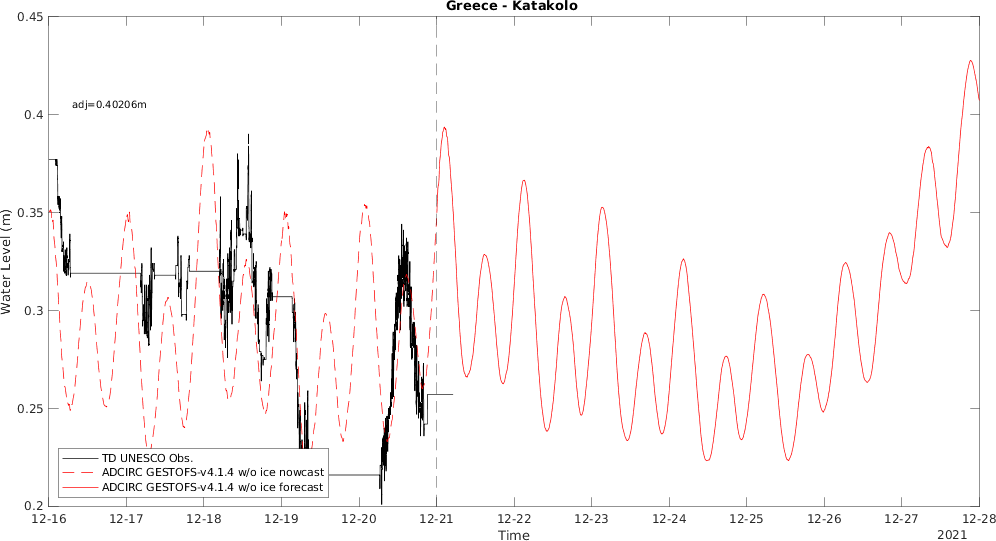 Greece - Katakolo
0.45
0.4
0.35
0.3
0.25
0.2
Water Level (m)
adj=0.40206m
TD UNESCO Obs.
ADCIRC GESTOFS-v4.1.4 w/o ice nowcast
ADCIRC GESTOFS-v4.1.4 w/o ice forecast
12-16 12-17 12-18 12-19 12-20 12-21 12-22 12-23 12-24 12-25 12-26 12-27 12-28
Time
2021